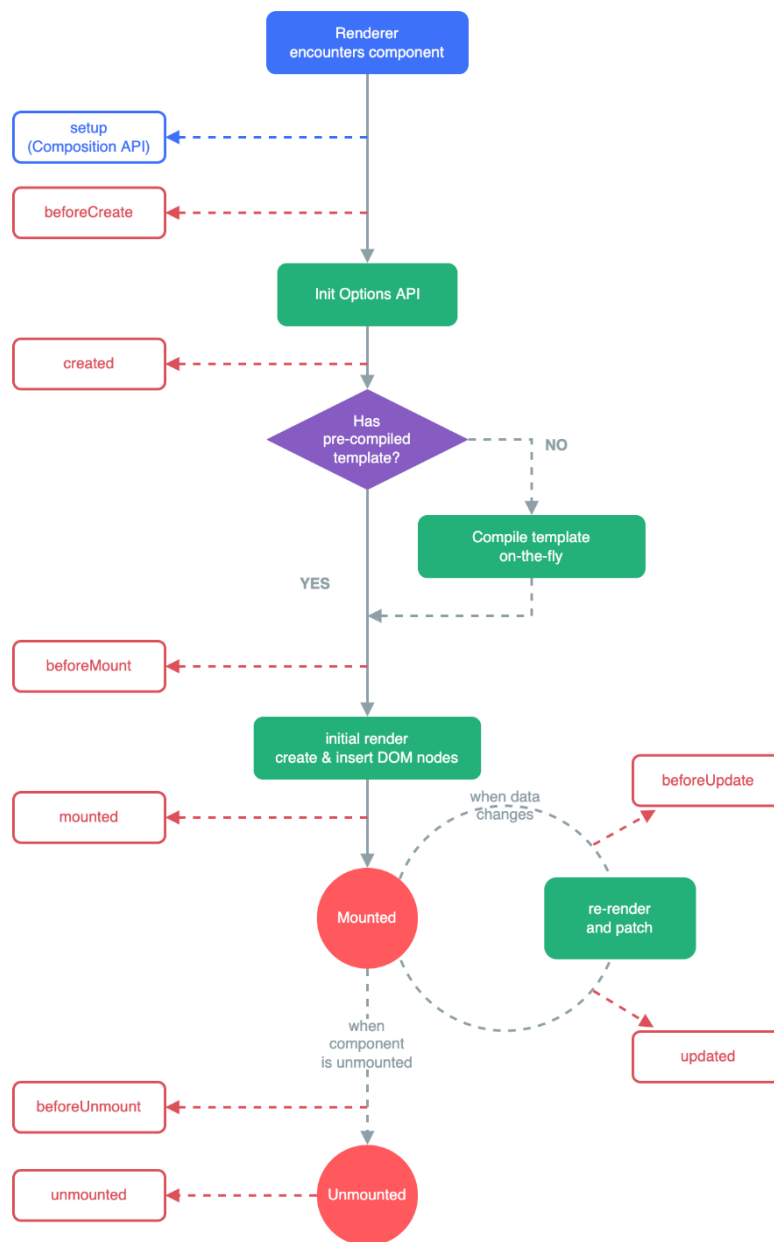 Renderer
encounters component
setup
(Composition API)
beforeCreate
Init Options API
created
Has
pre-compiled
template?
NO
Compile template
on-the-fly
YES
beforeMount
initial render
create & insert DOM nodes
beforeUpdate
when data
changes
mounted
Mounted
re-render
and patch
when
component
is unmounted
updated
beforeUnmount
unmounted
Unmounted